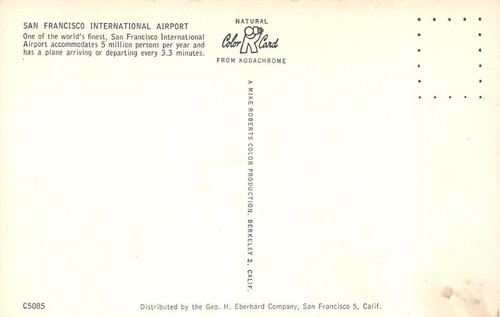 SAN FRANCISCO INTERNATIONAL AIRPORT
One of the world's finest, San Francisco International
Airport accommodates 5 million persons per year and
has a plane arriving or departing every 3.3 minutes.
NATURAL
Color Card
FROM KODACHROME
A MIKE ROBERTS COLOR PRODUCTION, BERKELEY 2, CALIF.
C5085
Distributed by the Geo. H. Eberhard Company, San Francisco 5, Calif.